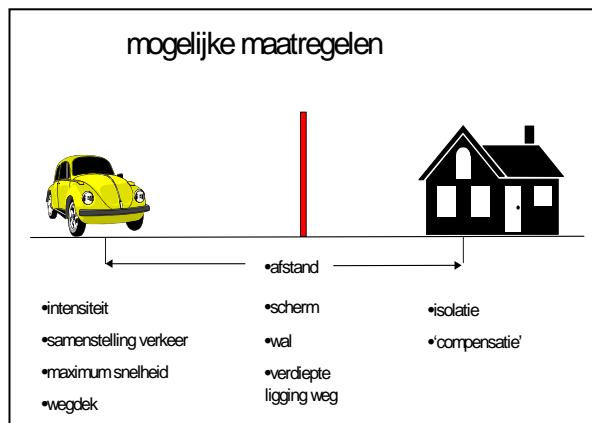 mogelijke maatregelen
•afstand
•intensiteit
•samenstelling verkeer
•maximum snelheid
•wegdek
•scherm
•wal
•verdiepte
ligging weg
•isolatie
•‘compensatie’